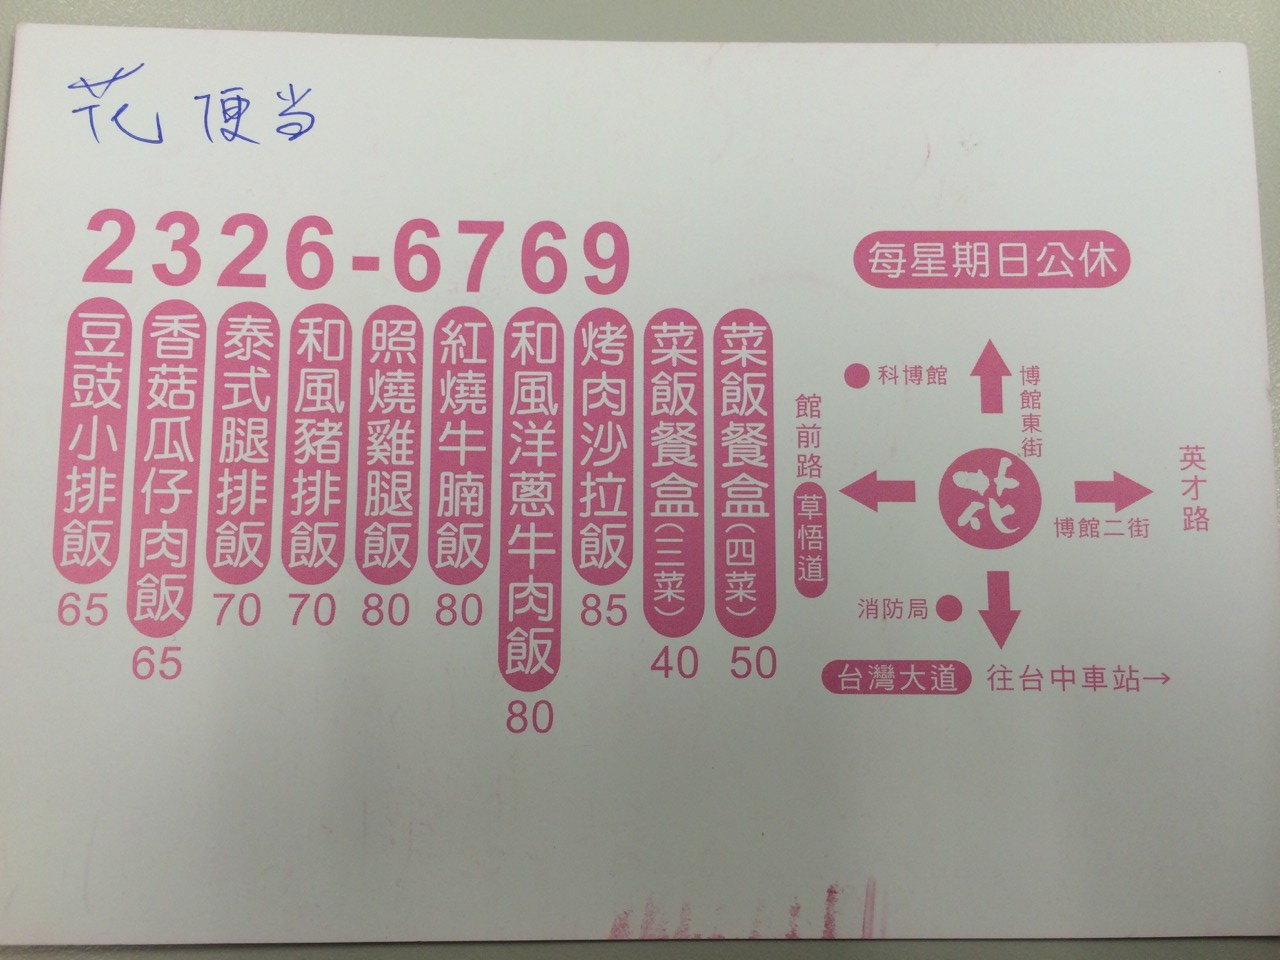 花 便当
2326-6769
豆豉小排飯
65
香菇瓜仔肉飯
65
泰式腿排飯
70
和風豬排飯
70
照燒雞腿飯
80
紅燒牛腩飯
80
和風洋蔥牛肉飯
80
烤肉沙拉飯
85
菜飯餐盒(三菜)
40
菜飯餐盒(四菜)
50
每星期日公休
科博館
博館東街
館前路
草悟道
花
博館二街
英才路
消防局
台灣大道
往台中車站→